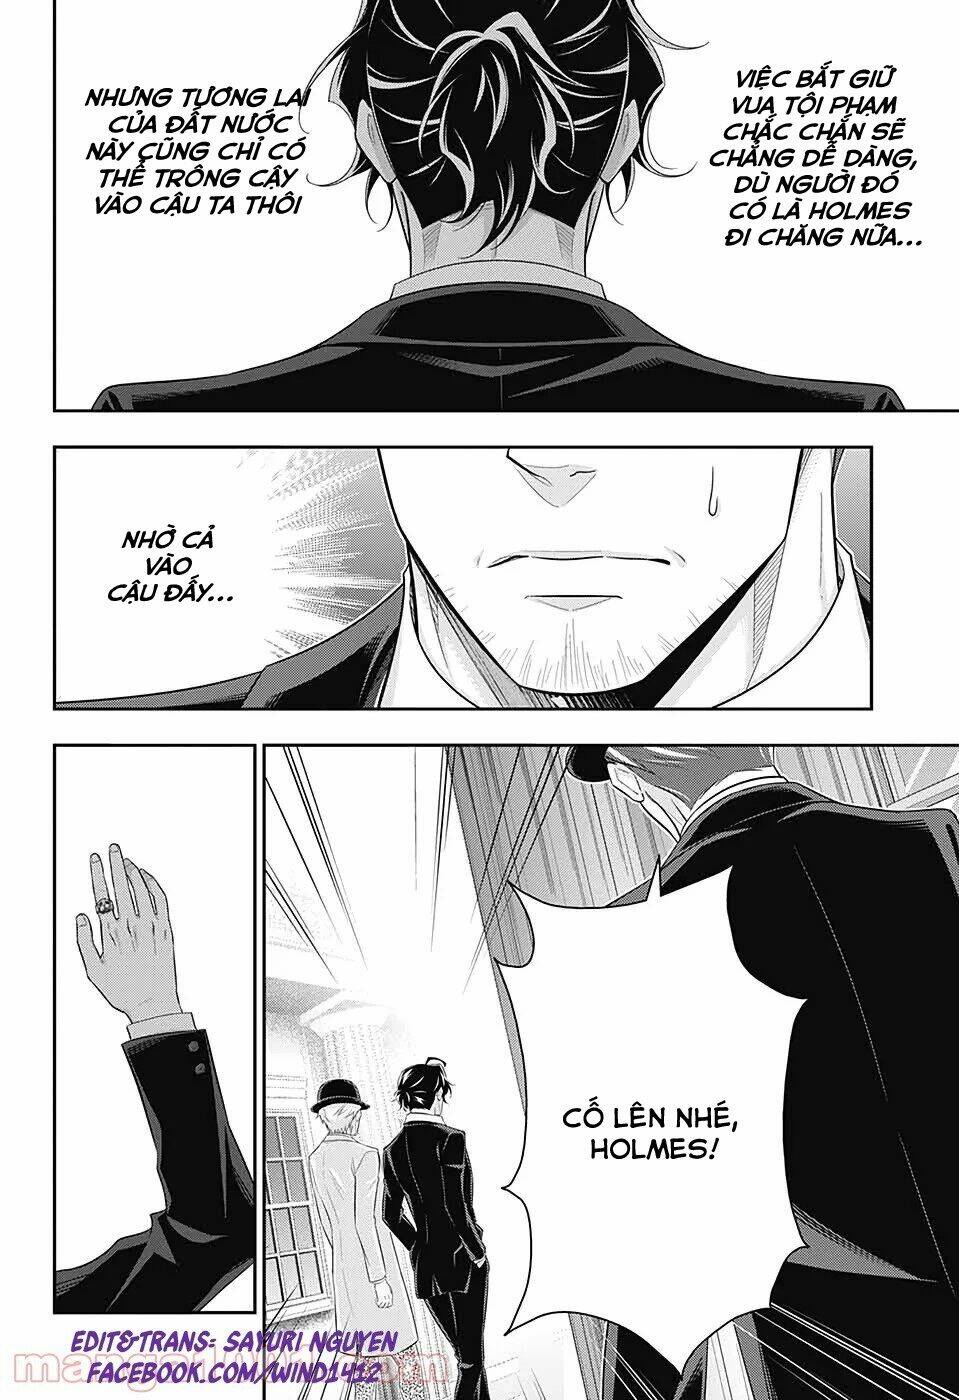 VIỆC BẮT GIỮ
VUA TỘI PHẠM
CHẮC CHẮN SẼ
CHẲNG DỄ DÀNG,
DÙ NGƯỜI ĐÓ
CÓ LÀ HOLMES
ĐI CHĂNG NỮA...
NHƯNG TƯƠNG LAI
CỦA ĐẤT NƯỚC
NÀY CŨNG CHỈ CÓ
THỂ TRÔNG CẬY
VÀO CẬU TA THÔI
NHỜ CẢ
VÀO
CẬU ĐẤY...
CỐ LÊN NHÉ,
HOLMES!
EDIT&TRANS: SAYURI NGUYEN
FACEBOOK.COM/WIND1412